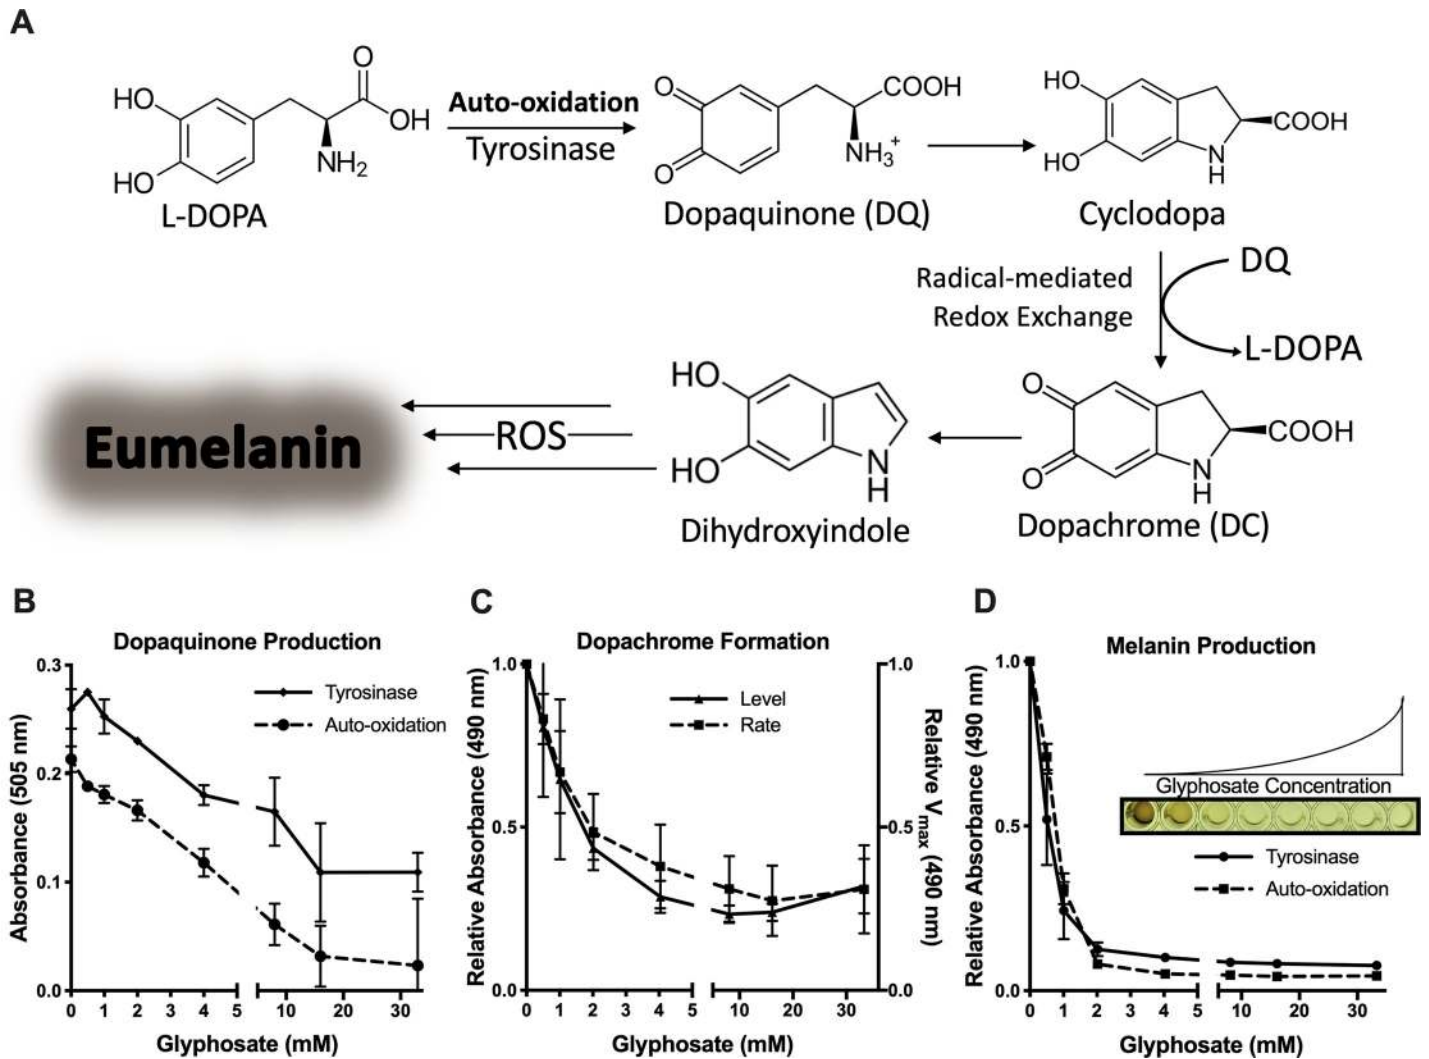 A
L-DOPA
HO
HO
O
OH
NH2
Auto-oxidation
Tyrosinase
O
O
COOH
NH3+
Dopaquinone (DQ)
HO
HO
N
H
COOH
Cyclodopa
Radical-mediated
Redox Exchange
DQ
L-DOPA
O
O
N
H
COOH
Dopachrome (DC)
HO
HO
N
H
Dihydroxyindole
ROS
Eumelanin
B
Dopaquinone Production
Tyrosinase
Auto-oxidation
Absorbance (505 nm)
0.3
0.2
0.1
0.0
0 1 2 3 4 5 10 20 30
Glyphosate (mM)
C
Dopachrome Formation
Level
Rate
Relative Absorbance (490 nm)
1.0
0.5
0.0
Relative Vmax (490 nm)
1.0
0.5
0.0
0 1 2 3 4 5 10 20 30
Glyphosate (mM)
D
Melanin Production
Glyphosate Concentration
Tyrosinase
Auto-oxidation
Relative Absorbance (490 nm)
1.0
0.5
0.0
0 1 2 3 4 5 10 20 30
Glyphosate (mM)